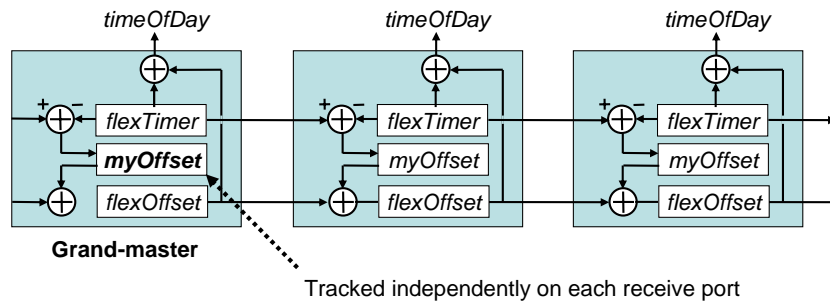 timeOfDay timeOfDay timeOfDay
+ − flexTimer + − flexTimer + − flexTimer
myOffset myOffset myOffset
flexOffset flexOffset flexOffset
Grand-master
Tracked independently on each receive port